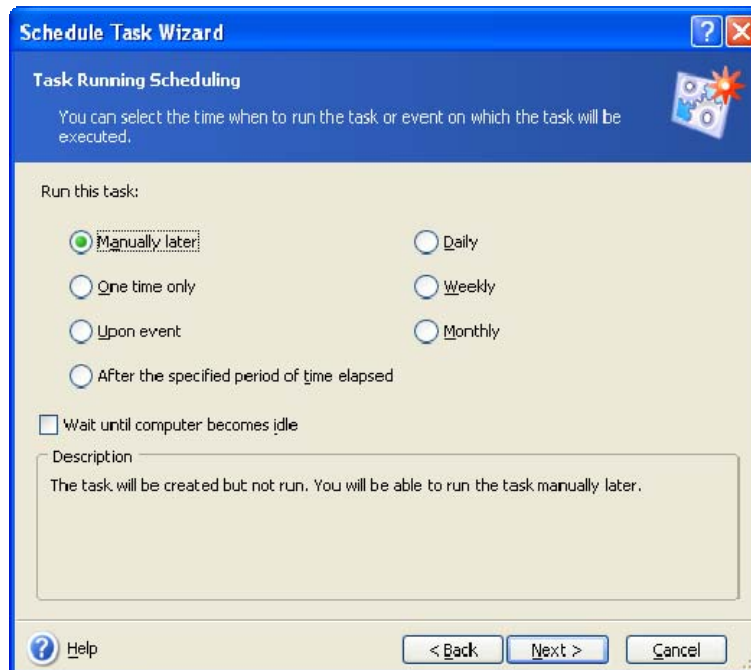 Schedule Task Wizard
Task Running Scheduling
You can select the time when to run the task or event on which the task will be
executed.
Run this task:
Manually later
Daily
One time only
Weekly
Upon event
Monthly
After the specified period of time elapsed
Wait until computer becomes idle
Description
The task will be created but not run. You will be able to run the task manually later.
Help
< Back
Next >
Cancel